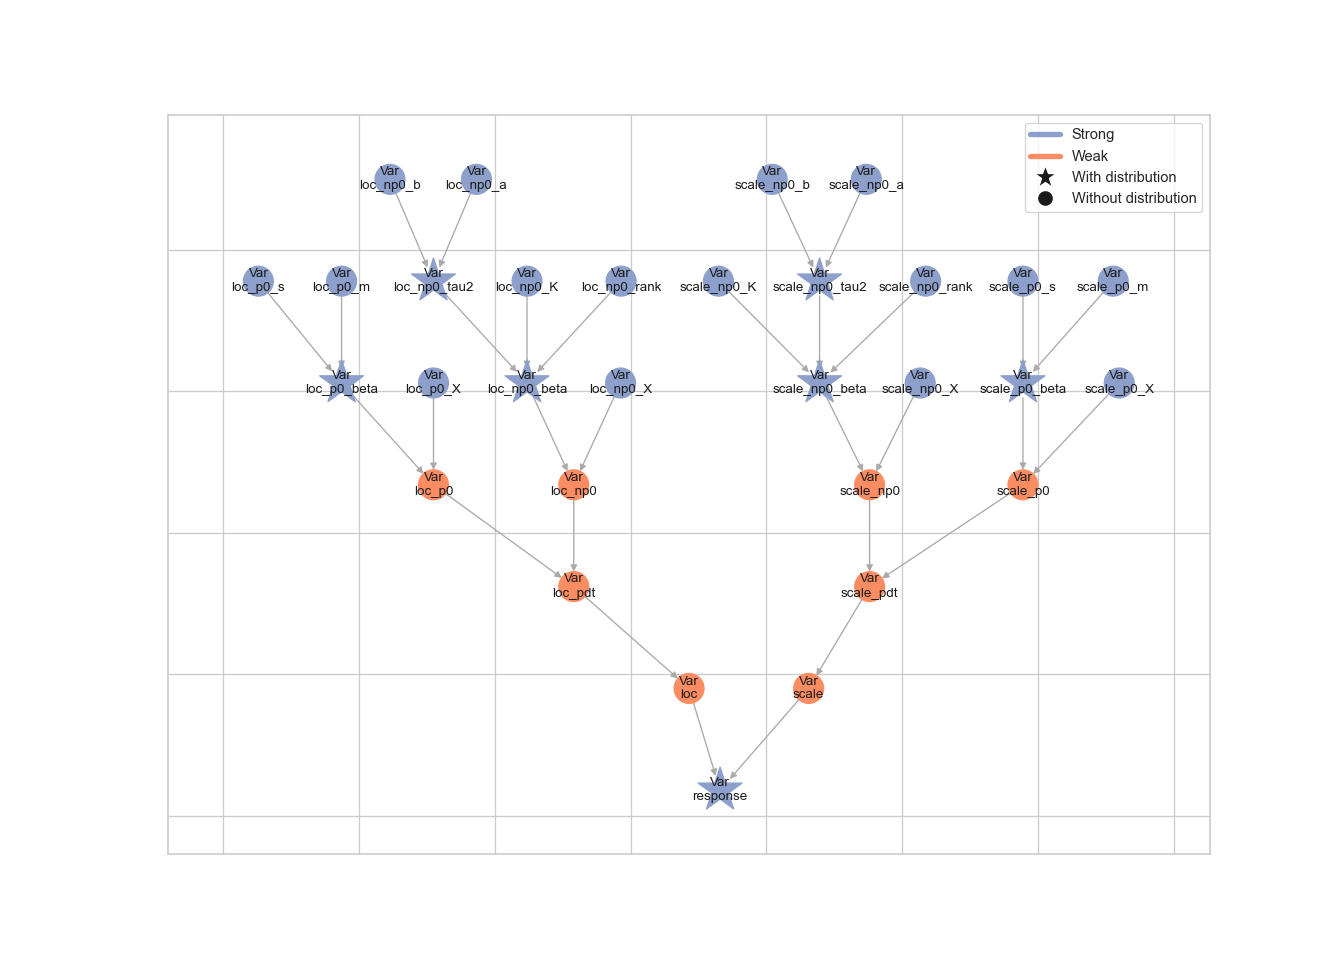 Strong
Weak
With distribution
Without distribution
Var
loc_np0_b
Var
loc_np0_a
Var
scale_np0_b
Var
scale_np0_a
Var
loc_p0_s
Var
loc_p0_m
Var
loc_np0_tau2
Var
loc_np0_K
Var
loc_np0_rank
Var
scale_np0_K
Var
scale_np0_tau2
Var
scale_np0_rank
Var
scale_p0_s
Var
scale_p0_m
Var
loc_p0_beta
Var
loc_p0_X
Var
loc_np0_beta
Var
loc_np0_X
Var
scale_np0_beta
Var
scale_np0_X
Var
scale_p0_beta
Var
scale_p0_X
Var
loc_p0
Var
loc_np0
Var
scale_np0
Var
scale_p0
Var
loc_pdt
Var
scale_pdt
Var
loc
Var
scale
Var
response